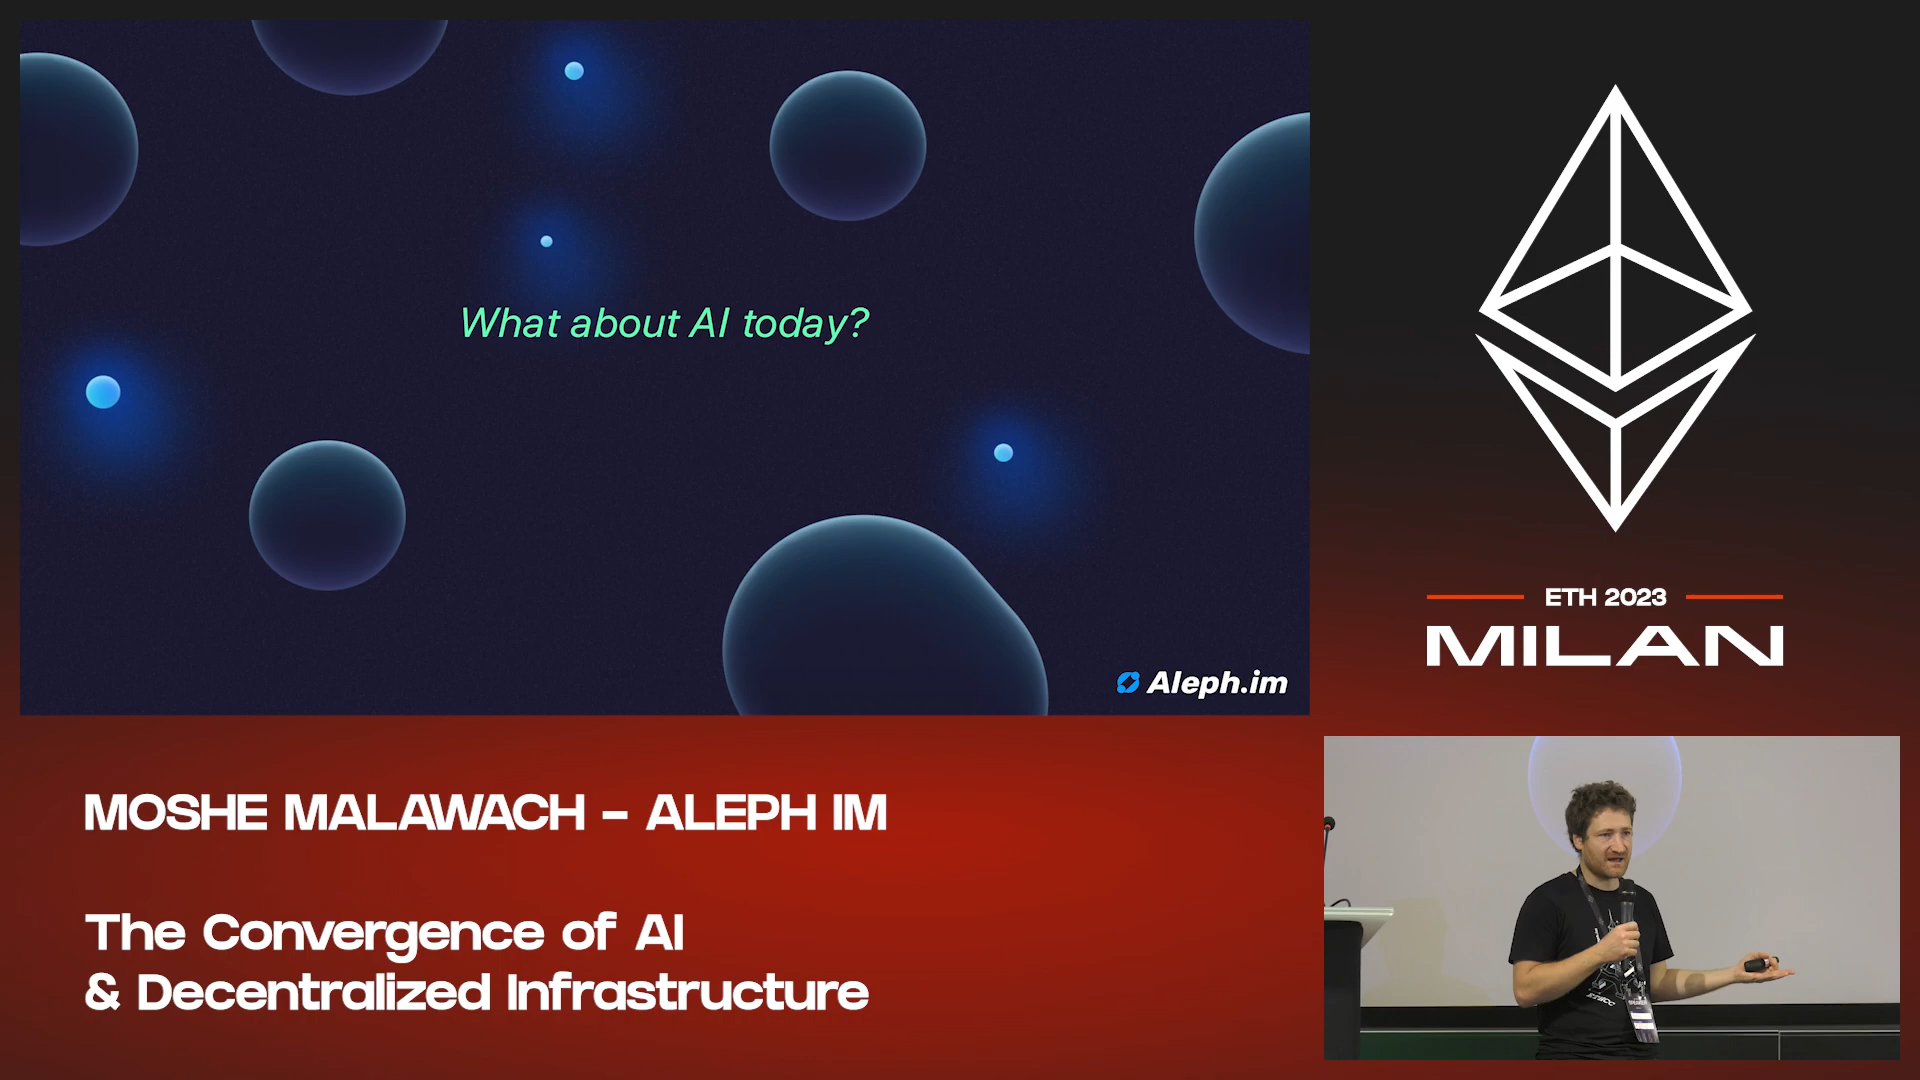 What about AI today?
Aleph.im
ETH 2023
MILAN
MOSHE MALAWACH – ALEPH IM
The Convergence of AI
& Decentralized Infrastructure
SPEAKER